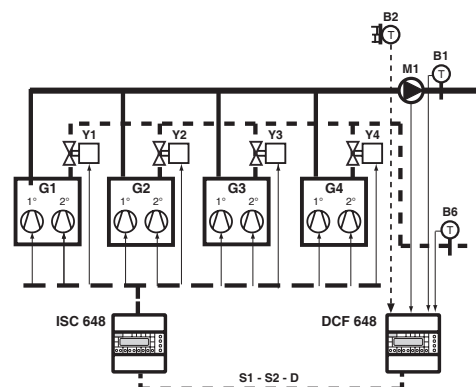 B2
M1 B1
Y1 Y2 Y3 Y4
G1 G2 G3 G4
1° 2° 1° 2° 1° 2° 1° 2°
T
T
T
B6
ISC 648 DCF 648
S1 - S2 - D